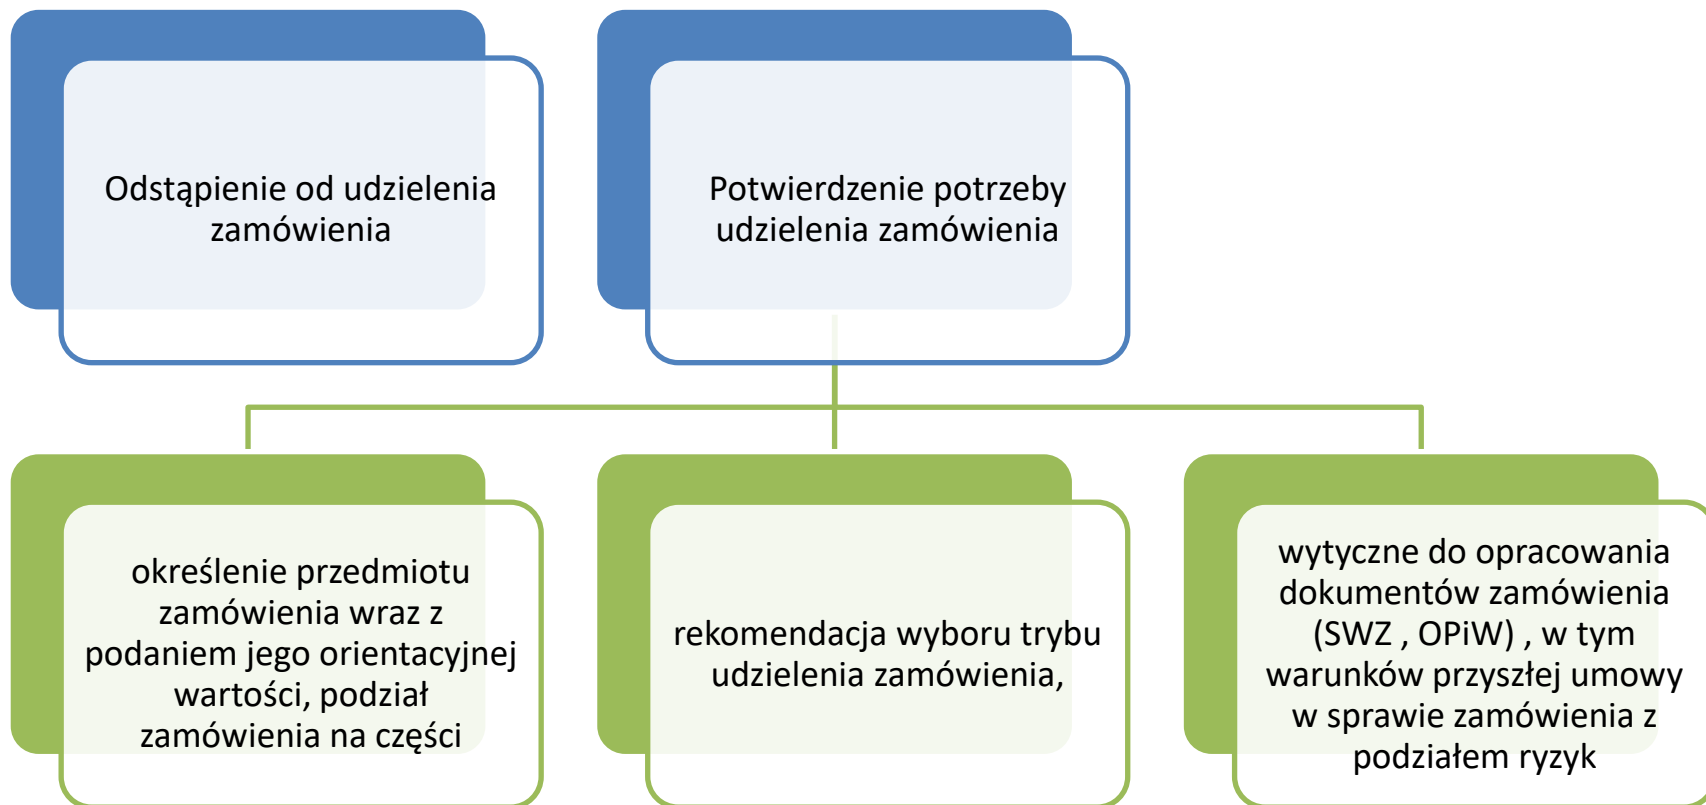 Odstąpienie od udzielenia
zamówienia
Potwierdzenie potrzeby
udzielenia zamówienia
określenie przedmiotu
zamówienia wraz z
podaniem jego orientacyjnej
wartości, podział
zamówienia na części
rekomendacja wyboru trybu
udzielenia zamówienia,
wytyczne do opracowania
dokumentów zamówienia
(SWZ , OPiW) , w tym
warunków przyszłej umowy
w sprawie zamówienia z
podziałem ryzyk